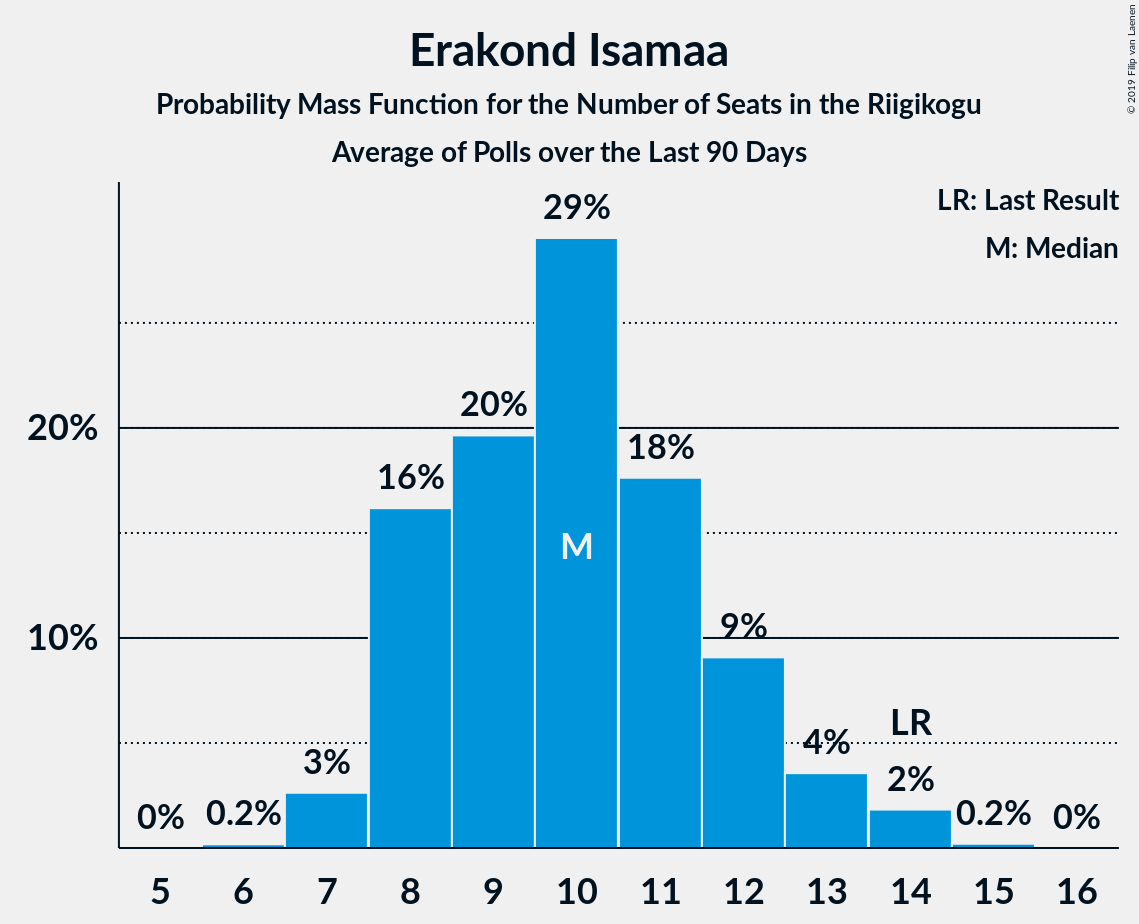 Erakond Isamaa
Probability Mass Function for the Number of Seats in the Riigikogu
Average of Polls over the Last 90 Days
© 2019 Filip van Laenen
LR: Last Result
M: Median
29%
20%
20%
18%
16%
M
10%
9%
LR
4%
3%
2%
0%
0.2%
0.2%
0%
5 6 7 8 9 10 11 12 13 14 15 16